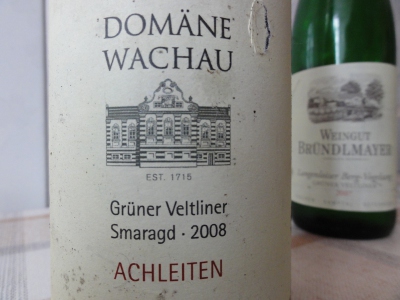 DOMÄNE
WACHAU
EST. 1715
Grüner Veltliner
Smaragd · 2008
ACHLEITEN
WEINGUT
BRÜNDLMAYER